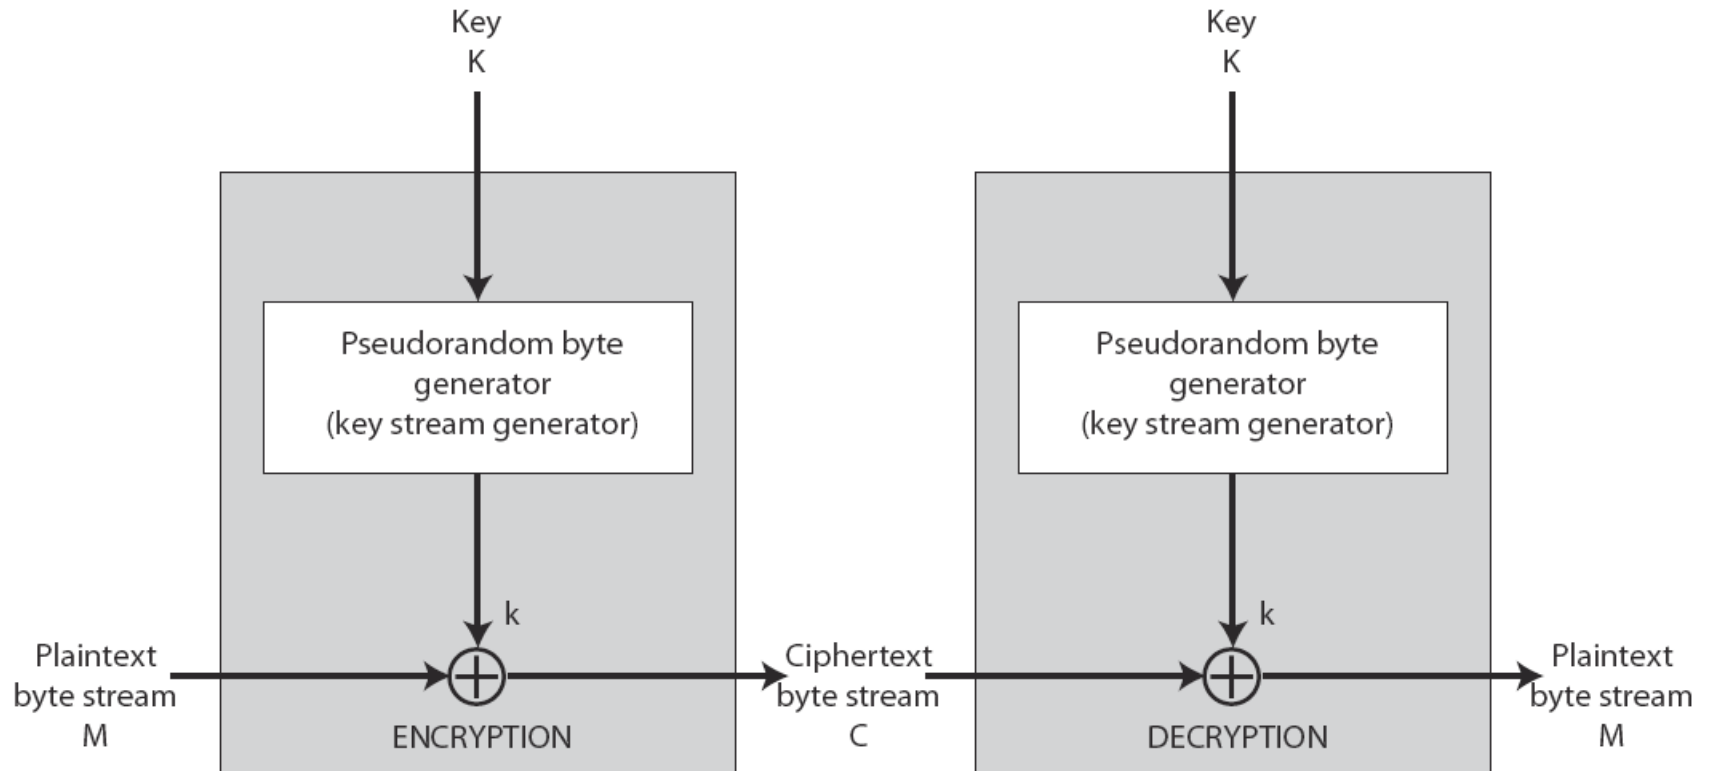 Key
K
Key
K
Pseudorandom byte
generator
(key stream generator)
Pseudorandom byte
generator
(key stream generator)
k
k
Plaintext
byte stream
M
ENCRYPTION
Ciphertext
byte stream
C
DECRYPTION
Plaintext
byte stream
M